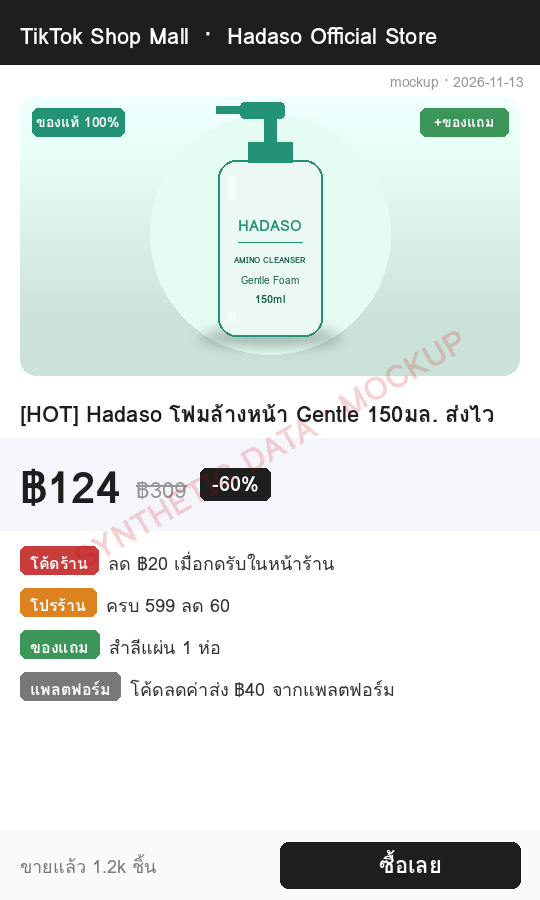 TikTok Shop Mall · Hadaso Official Store
mockup · 2026-11-13
ของแท้ 100%
+ของแถม
HADASO
AMINO CLEANSER
Gentle Foam
150ml
[HOT] Hadaso โฟมล้างหน้า Gentle 150มล. ส่งไว
฿124 ฿309 -60%
โค้ดร้าน ลด ฿20 เมื่อกดรับในหน้าร้าน
โปรร้าน ครบ 599 ลด 60
ของแถม สำลีแผ่น 1 ห่อ
แพลตฟอร์ม โค้ดลดค่าส่ง ฿40 จากแพลตฟอร์ม
SYNTHETIC DATA · MOCKUP
ขายแล้ว 1.2k ชิ้น
ซื้อเลย